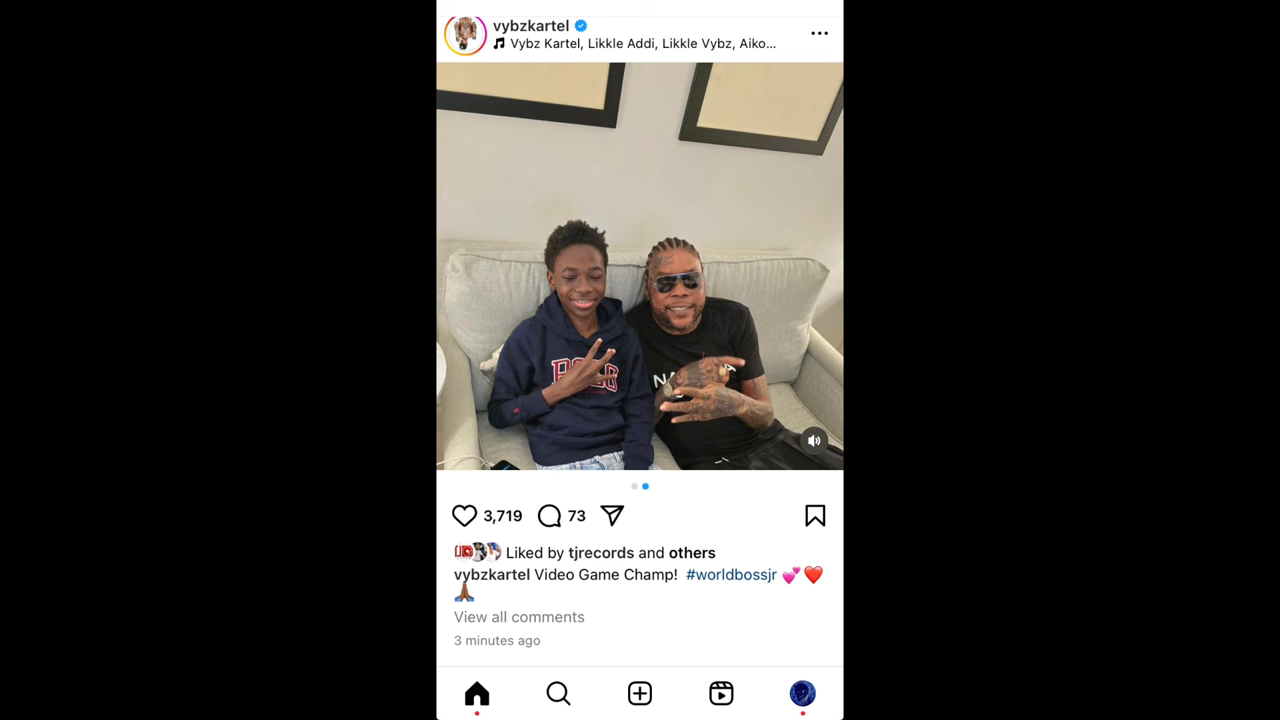 vybzkartel
Vybz Kartel, Likkle Addi, Likkle Vybz, Aiko...
3,719
73
Liked by tjrecords and others
vybzkartel Video Game Champ! #worldbossjr 💕❤️
🙏🏾
View all comments
3 minutes ago